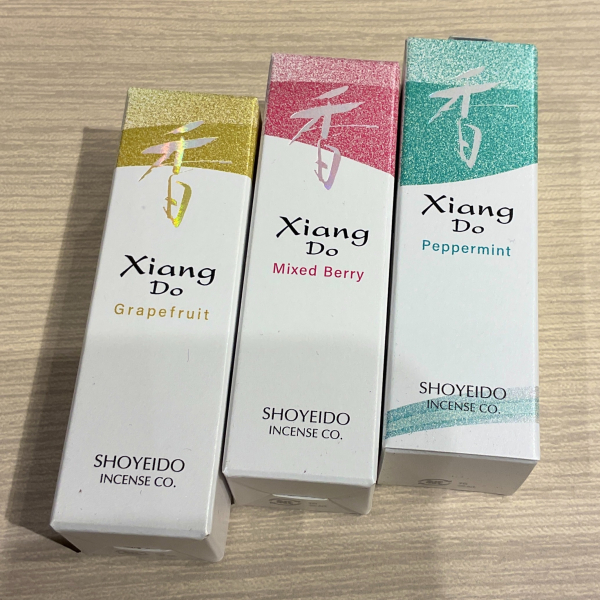 香
Xiang
Do
Grapefruit
SHOYEIDO
INCENSE CO.
香
Xiang
Do
Mixed Berry
SHOYEIDO
INCENSE CO.
香
Xiang
Do
Peppermint
SHOYEIDO
INCENSE CO.